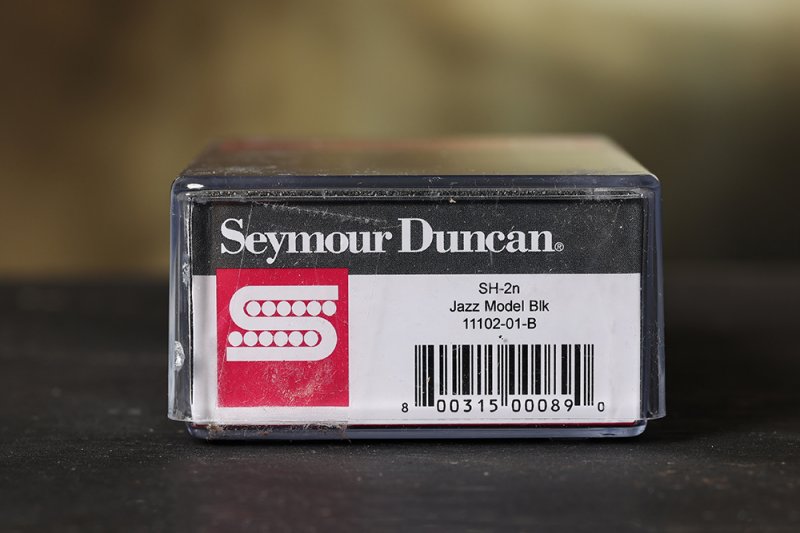 Seymour Duncan®
SH-2n
Jazz Model Blk
11102-01-B
8 00315 00089 0